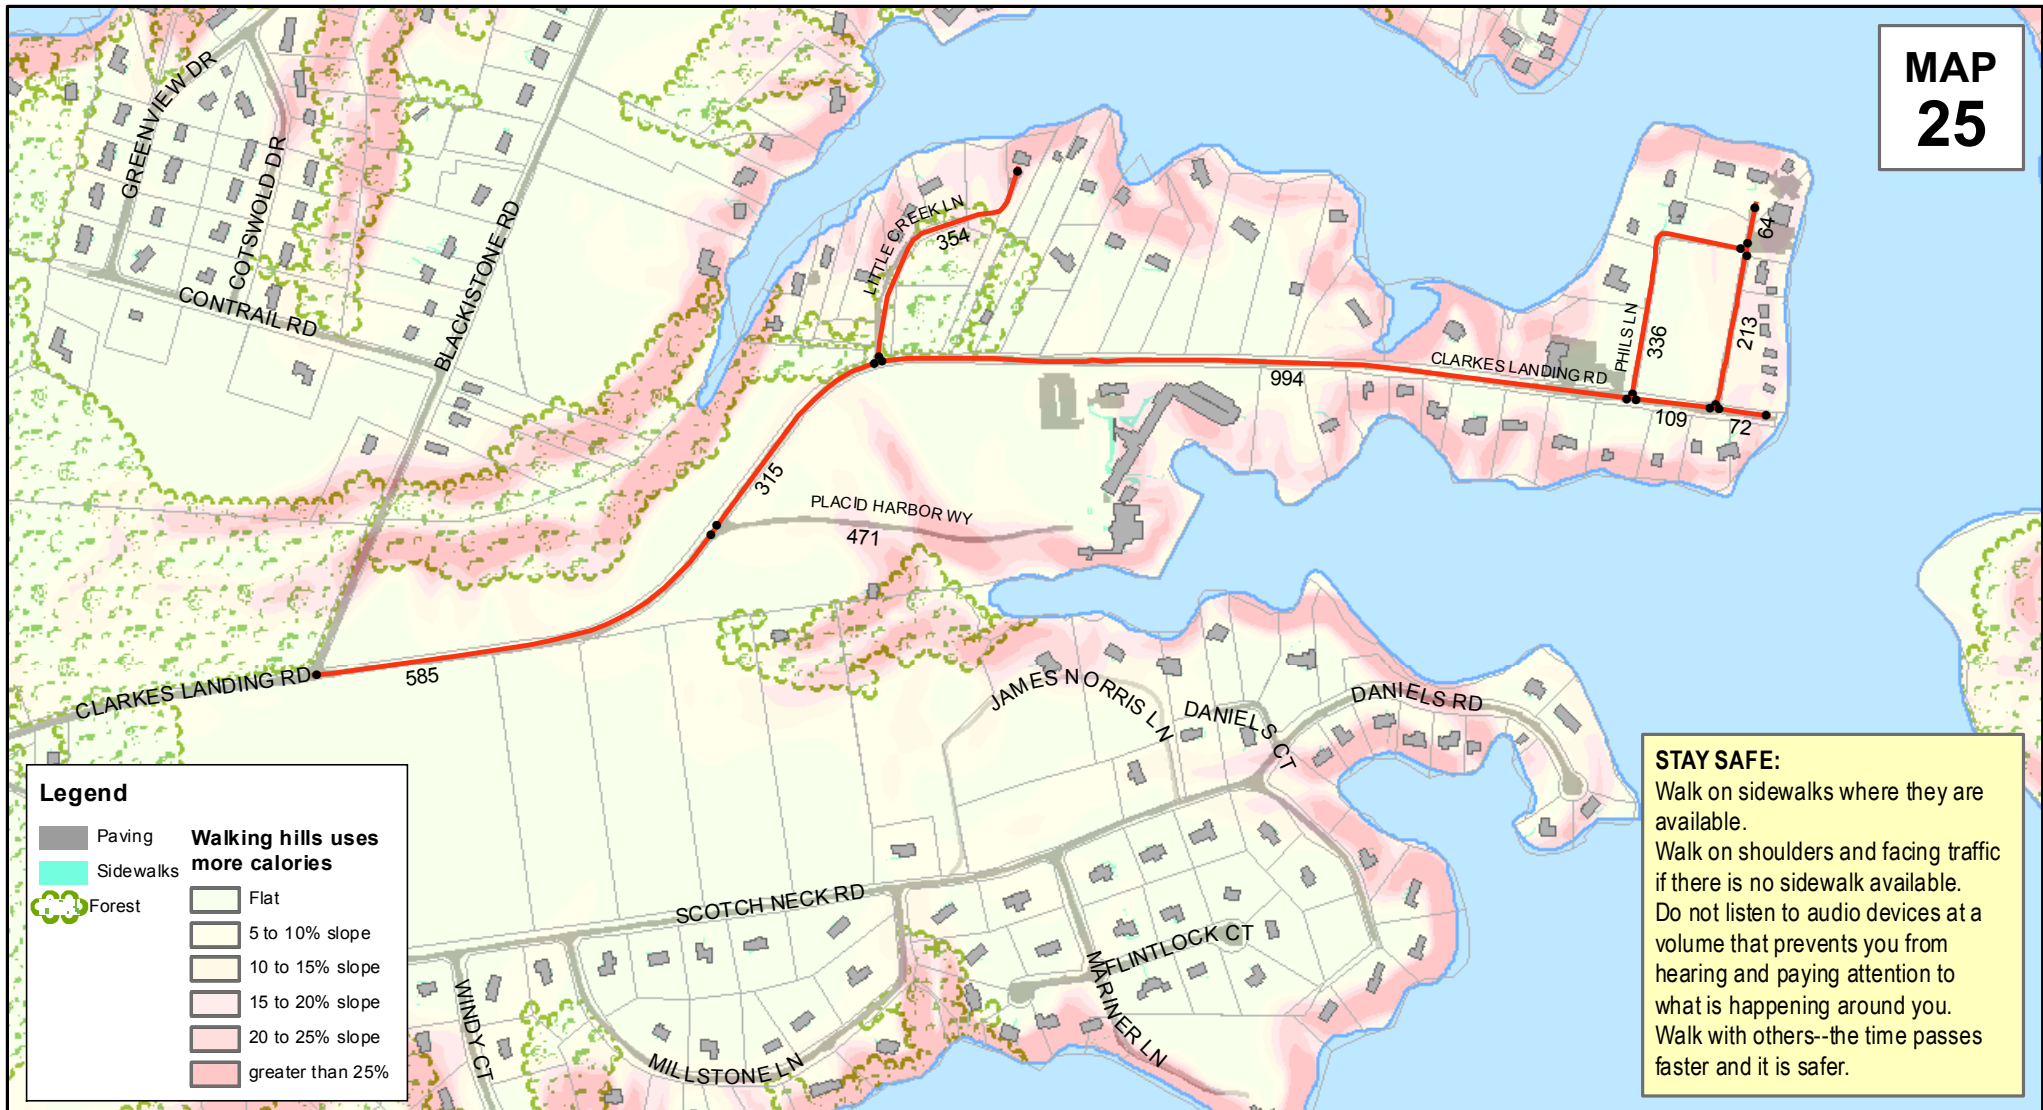 MAP
25
GREENVIEW DR
COTSWOLD DR
CONTRAIL RD
BLACKISTONE RD
LITTLE CREEK LN
354
64
PHILS LN
336
213
CLARKES LANDING RD
994
109
72
315
PLACID HARBOR WY
471
CLARKES LANDING RD
585
JAMES NORRIS LN
DANIELS CT
DANIELS RD
SCOTCH NECK RD
FLINTLOCK CT
MARINER LN
WINDY CT
MILLSTONE LN
Legend
Paving
Sidewalks
Forest
Walking hills uses
more calories
Flat
5 to 10% slope
10 to 15% slope
15 to 20% slope
20 to 25% slope
greater than 25%
STAY SAFE:
Walk on sidewalks where they are
available.
Walk on shoulders and facing traffic
if there is no sidewalk available.
Do not listen to audio devices at a
volume that prevents you from
hearing and paying attention to
what is happening around you.
Walk with others--the time passes
faster and it is safer.